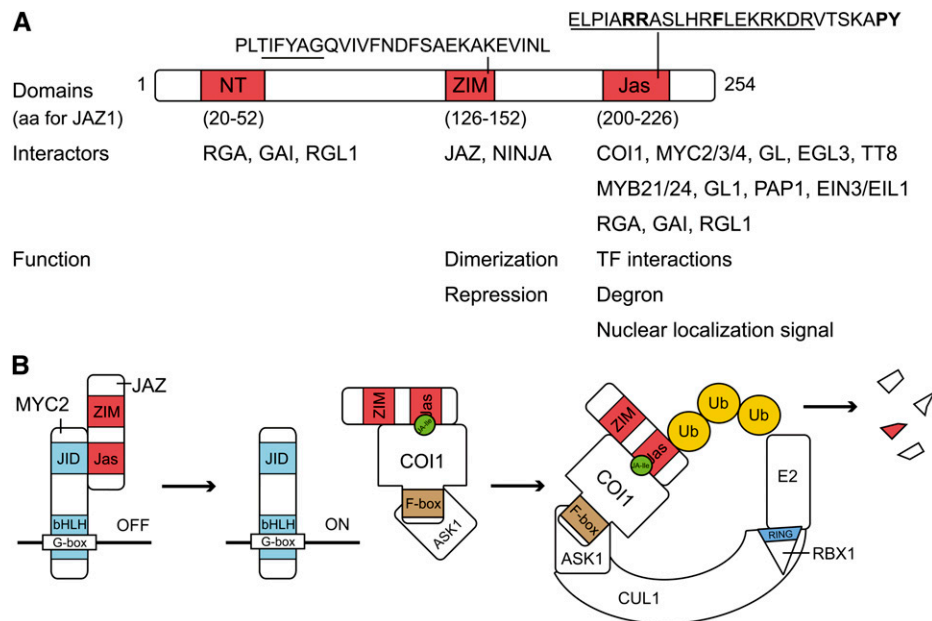 A
ELPIARRASLHRFLEKRKDRVTSKAPY
PLTIFYAGQVIVFNDFSAEKAKEVINL
Domains 1 NT ZIM Jas 254
(aa for JAZ1) (20-52) (126-152) (200-226)
Interactors RGA, GAI, RGL1 JAZ, NINJA COI1, MYC2/3/4, GL, EGL3, TT8
MYB21/24, GL1, PAP1, EIN3/EIL1
RGA, GAI, RGL1
Function Dimerization TF interactions
Repression Degron
Nuclear localization signal
B
MYC2
JAZ
ZIM
JID
Jas
bHLH
G-box
OFF
JID
bHLH
G-box
ON
ZIM
Jas
JA-Ile
COI1
F-box
ASK1
ZIM
Jas
JA-Ile
COI1
F-box
ASK1
CUL1
Ub
Ub
Ub
E2
RING
RBX1